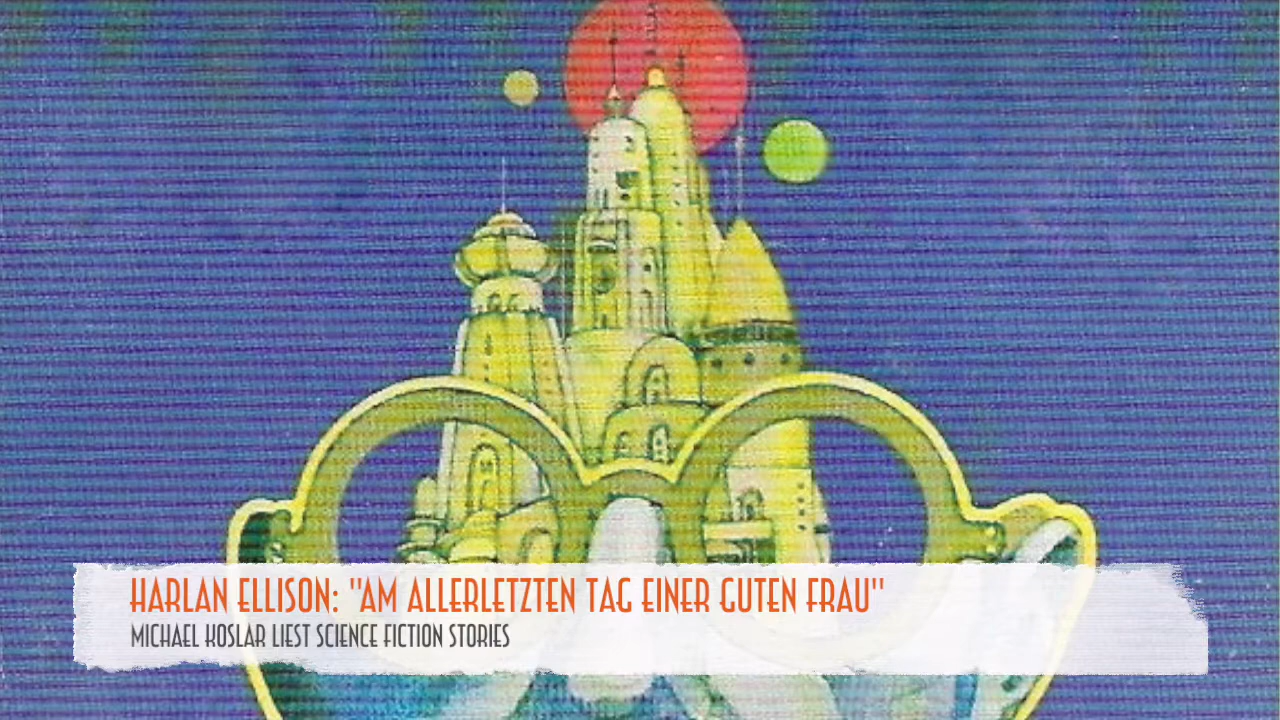 HARLAN ELLISON: "AM ALLERLETZTEN TAG EINER GUTEN FRAU"
MICHAEL KOSLAR LIEST SCIENCE FICTION STORIES